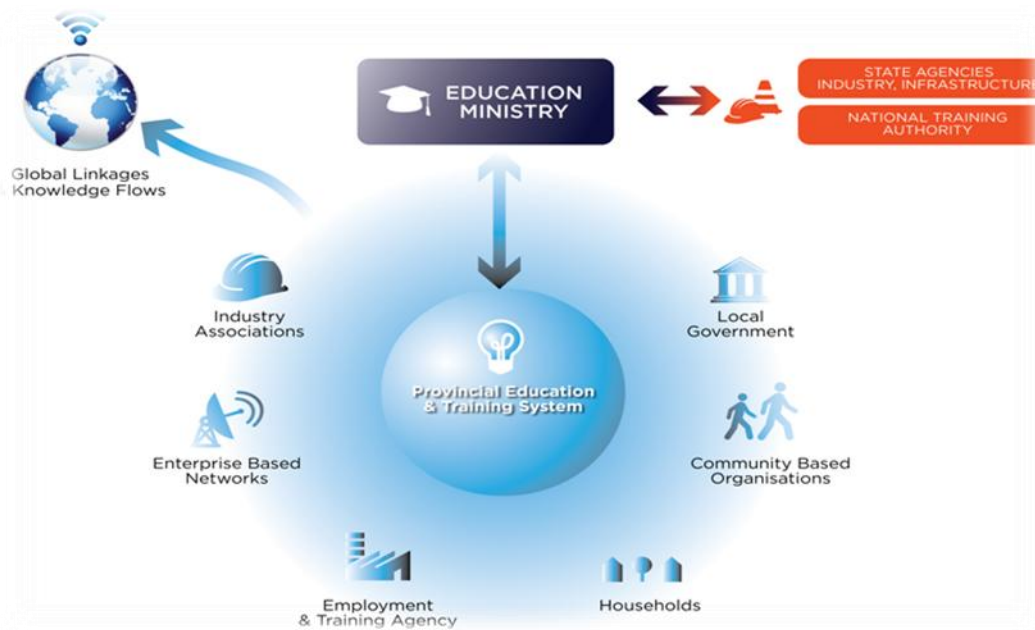 EDUCATION
MINISTRY
STATE AGENCIES
INDUSTRY, INFRASTRUCTURE
NATIONAL TRAINING
AUTHORITY
Global Linkages
& Knowledge Flows
Industry
Associations
Local
Government
Provincial Education
& Training System
Enterprise Based
Networks
Community Based
Organisations
Employment
& Training Agency
Households